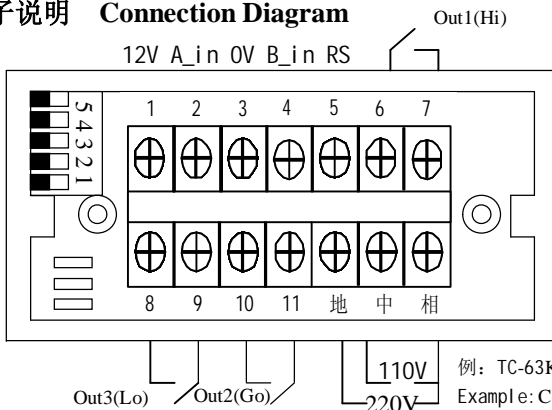 子说明 Connection Diagram
Out1(Hi)
12V A_in 0V B_in RS
1 2 3 4 5 6 7
5 4 3 2 1
8 9 10 11 地 中 相
110V
例: TC-63K
Out3(Lo) Out2(Go)
220V
Example:C